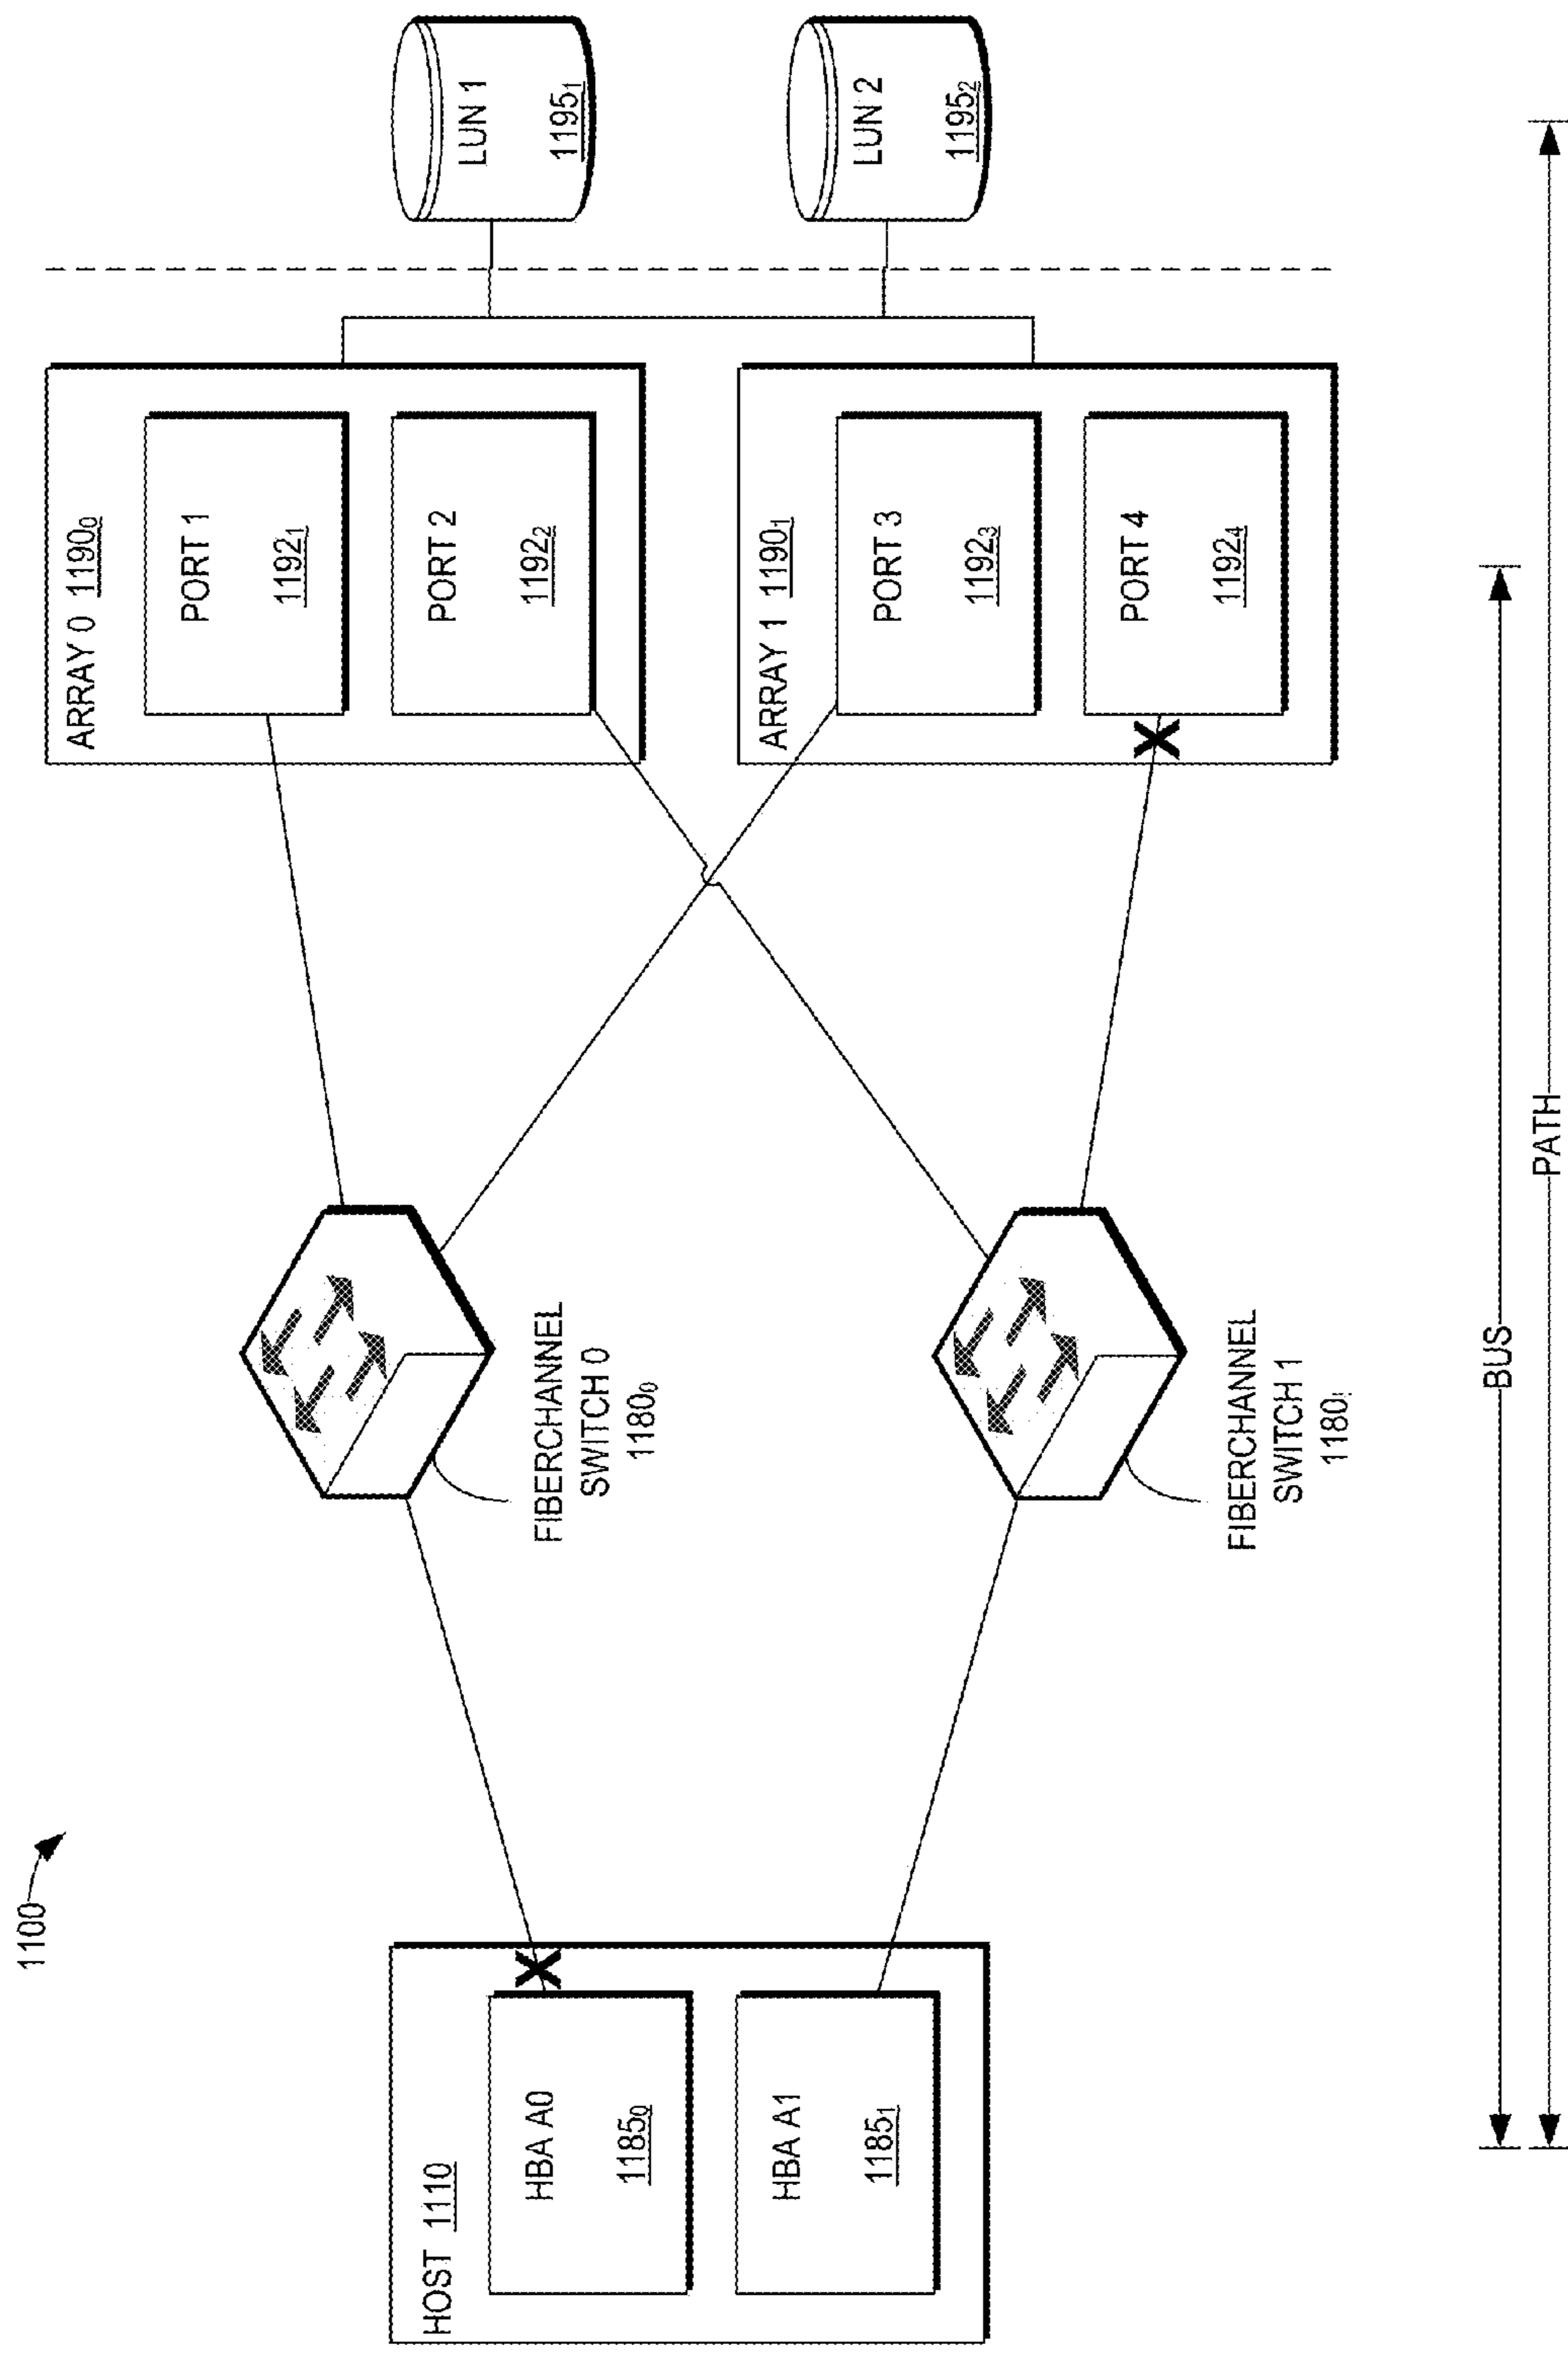 1100
HOST 1110
HBA A0
1185₀
HBA A1
1185₁
FIBERCHANNEL
SWITCH 0
1180₀
FIBERCHANNEL
SWITCH 1
1180₁
ARRAY 0 1190₀
PORT 1
1192₁
PORT 2
1192₂
ARRAY 1 1190₁
PORT 3
1192₃
PORT 4
1192₄
LUN 1
1195₁
LUN 2
1195₂
BUS
PATH